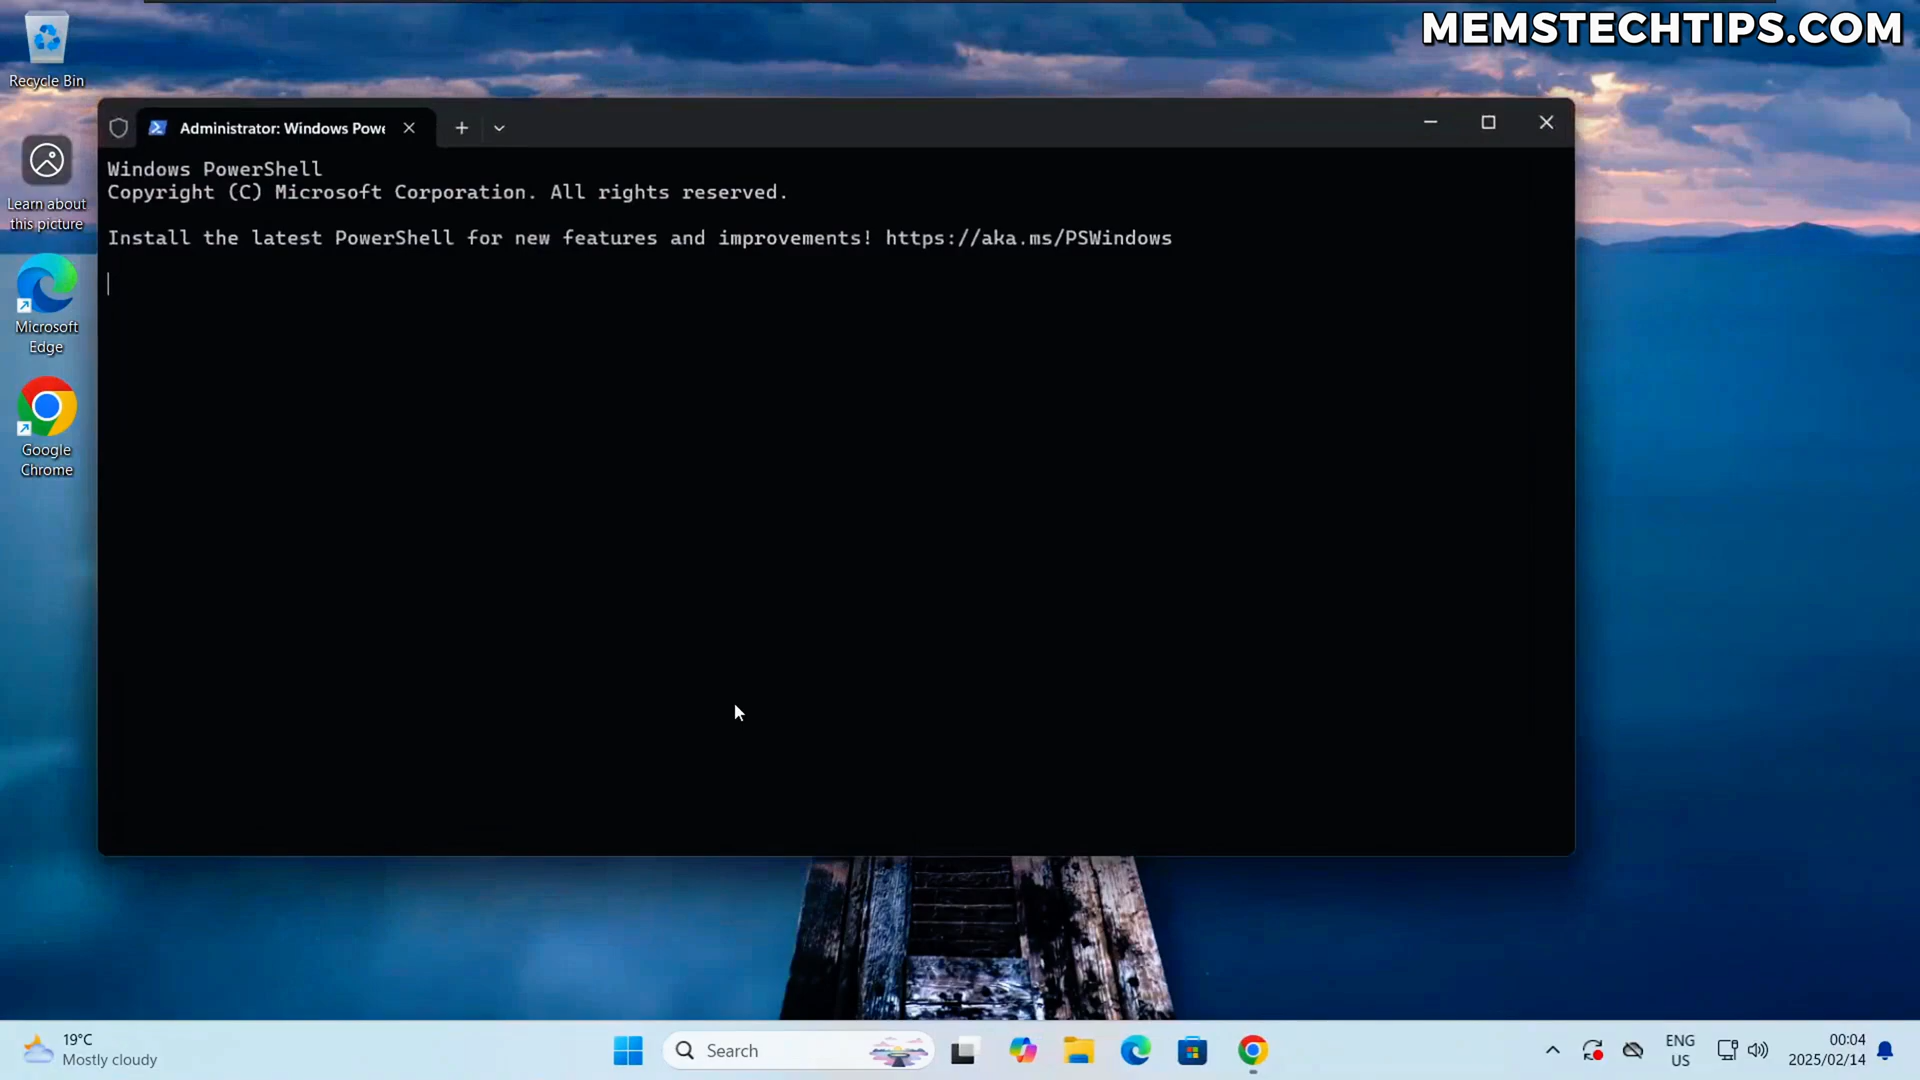 MEMSTECHTIPS.COM
Recycle Bin
Learn about
this picture
Microsoft
Edge
Google
Chrome
Administrator: Windows Powe
Windows PowerShell
Copyright (C) Microsoft Corporation. All rights reserved.
Install the latest PowerShell for new features and improvements! https://aka.ms/PSWindows
19°C
Mostly cloudy
Search
ENG
US
00:04
2025/02/14